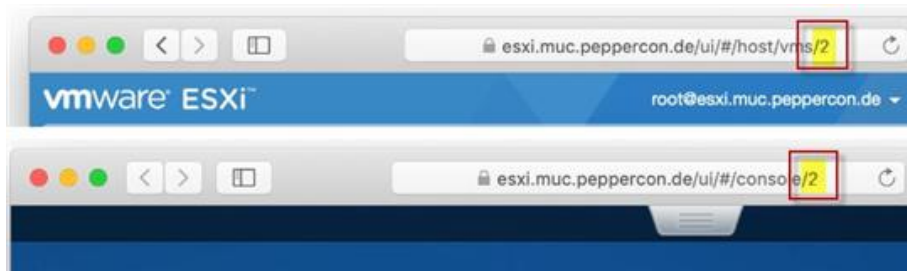 esxi.muc.peppercon.de/ui/#/host/vms/2
vmware® ESXi™
root@esxi.muc.peppercon.de
esxi.muc.peppercon.de/ui/#/console/2